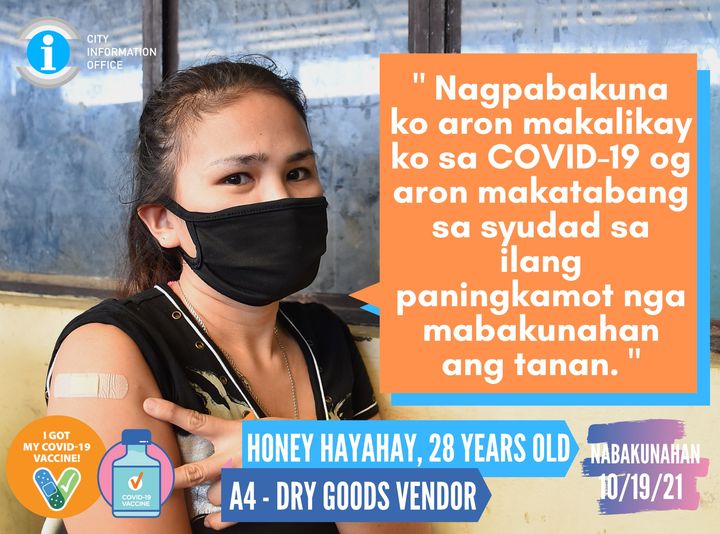 CITY
INFORMATION
OFFICE
" Nagpabakuna
ko aron makalikay
ko sa COVID-19 og
aron makatabang
sa syudad sa
ilang
paningkamot nga
mabakunahan
ang tanan. "
I GOT
MY COVID-19
VACCINE!
COVID-19
VACCINE
HONEY HAYAHAY, 28 YEARS OLD
A4 - DRY GOODS VENDOR
NABAKUNAHAN
10/19/21